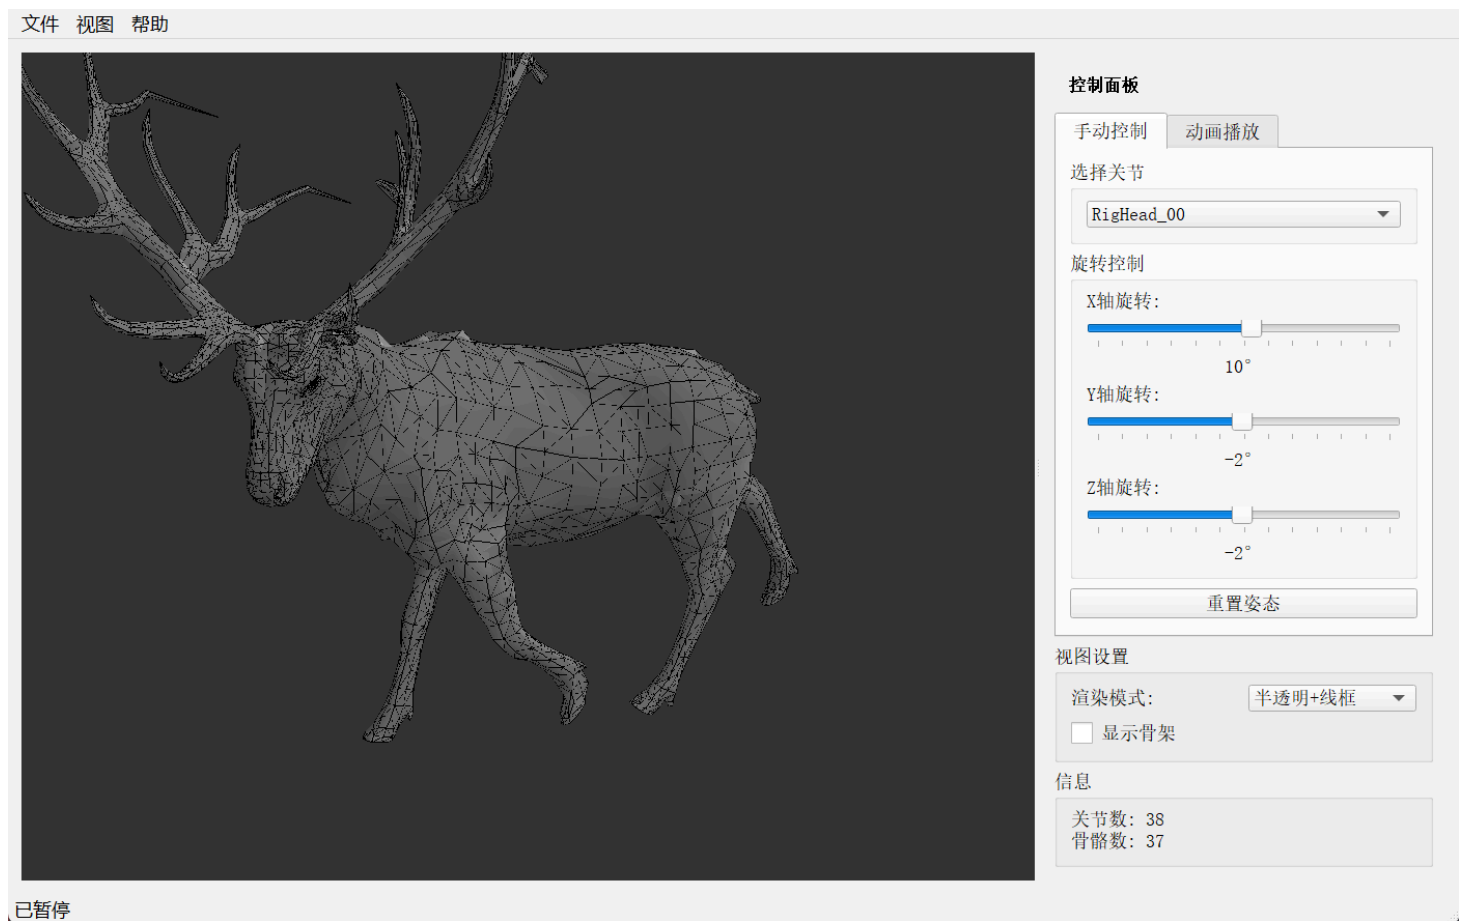 文件 视图 帮助
控制面板
手动控制 动画播放
选择关节
RigHead_00
旋转控制
X轴旋转:
10°
Y轴旋转:
-2°
Z轴旋转:
-2°
重置姿态
视图设置
渲染模式: 半透明+线框
显示骨架
信息
关节数: 38
骨骼数: 37
已暂停